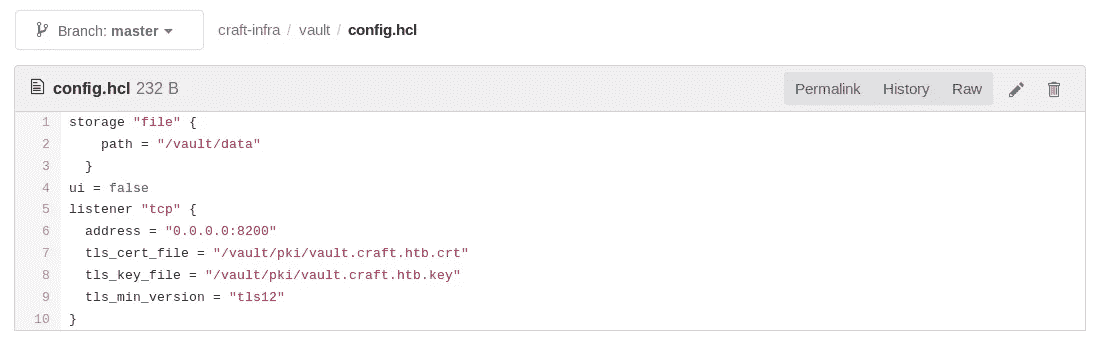 Branch: master craft-infra / vault / config.hcl
config.hcl 232 B Permalink History Raw
1 storage "file" {
2     path = "/vault/data"
3   }
4 ui = false
5 listener "tcp" {
6   address = "0.0.0.0:8200"
7   tls_cert_file = "/vault/pki/vault.craft.htb.crt"
8   tls_key_file = "/vault/pki/vault.craft.htb.key"
9   tls_min_version = "tls12"
10 }